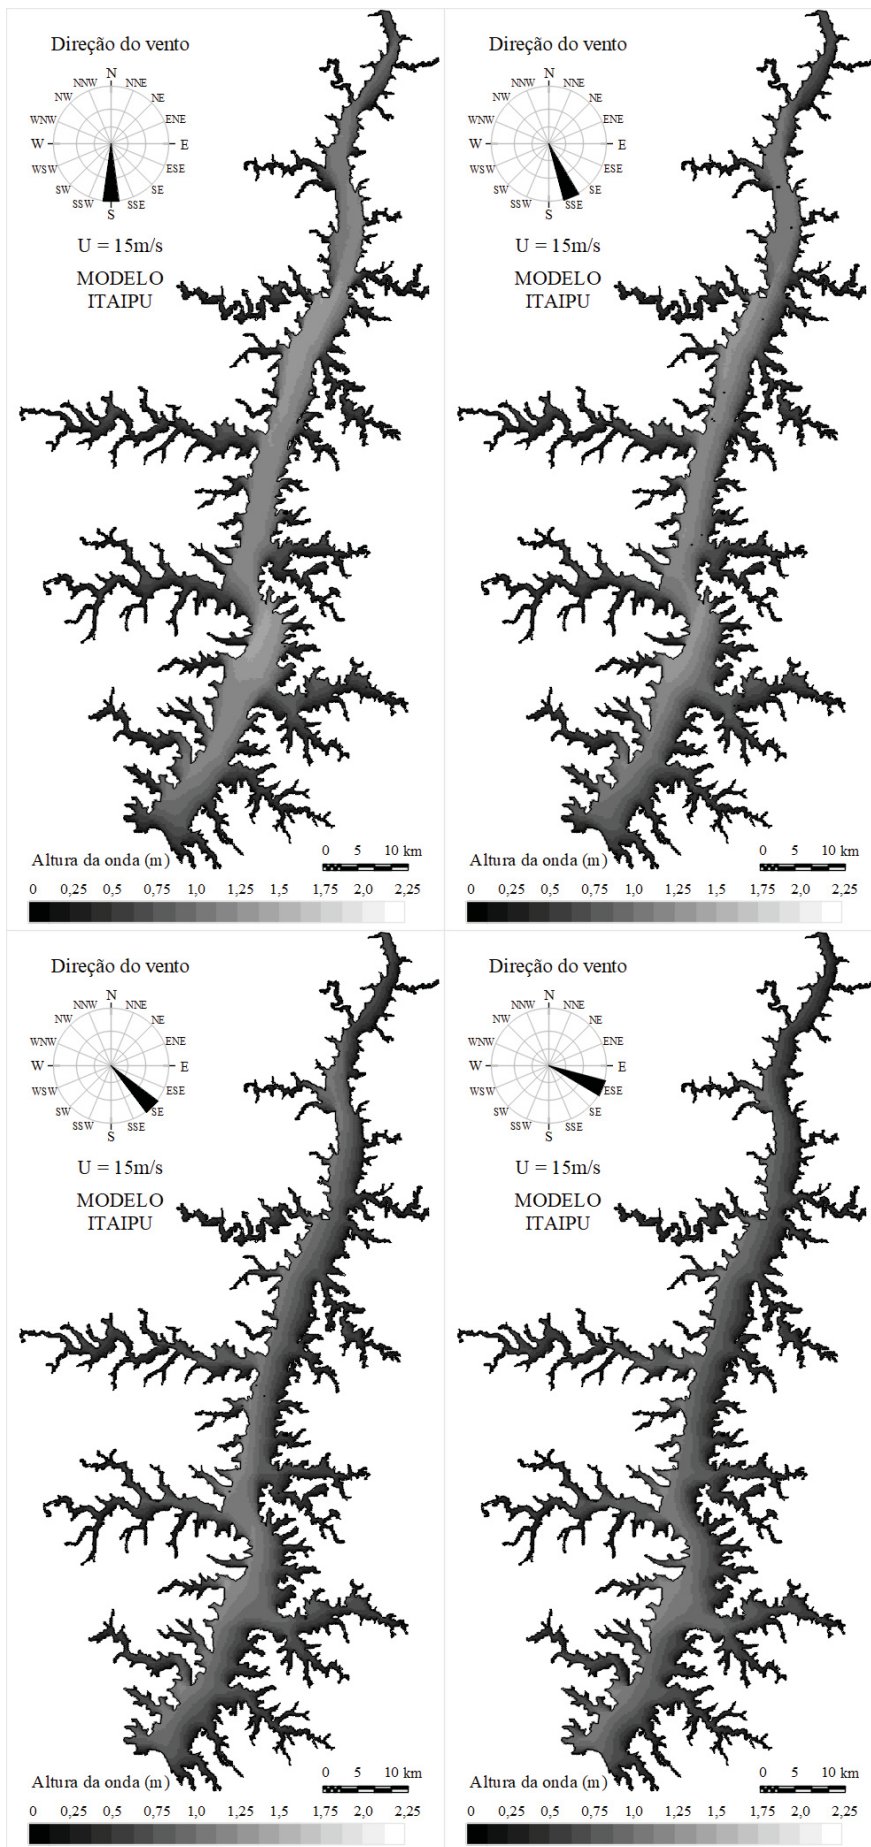 Direção do vento
N
NNW
NNE
NW
NE
WNW
ENE
W
E
WSW
ESE
SW
SE
SSW
SSE
S
U = 15m/s
MODELO
ITAIPU
Altura da onda (m)
0 5 10 km
0 0,25 0,5 0,75 1,0 1,25 1,75 2,0 2,25
Direção do vento
N
NNW
NNE
NW
NE
WNW
ENE
W
E
WSW
ESE
SW
SE
SSW
SSE
S
U = 15m/s
MODELO
ITAIPU
Altura da onda (m)
0 5 10 km
0 0,25 0,5 0,75 1,0 1,25 1,75 2,0 2,25
Direção do vento
N
NNW
NNE
NW
NE
WNW
ENE
W
E
WSW
ESE
SW
SE
SSW
SSE
S
U = 15m/s
MODELO
ITAIPU
Altura da onda (m)
0 5 10 km
0 0,25 0,5 0,75 1,0 1,25 1,75 2,0 2,25
Direção do vento
N
NNW
NNE
NW
NE
WNW
ENE
W
E
WSW
ESE
SW
SE
SSW
SSE
S
U = 15m/s
MODELO
ITAIPU
Altura da onda (m)
0 5 10 km
0 0,25 0,5 0,75 1,0 1,25 1,75 2,0 2,25